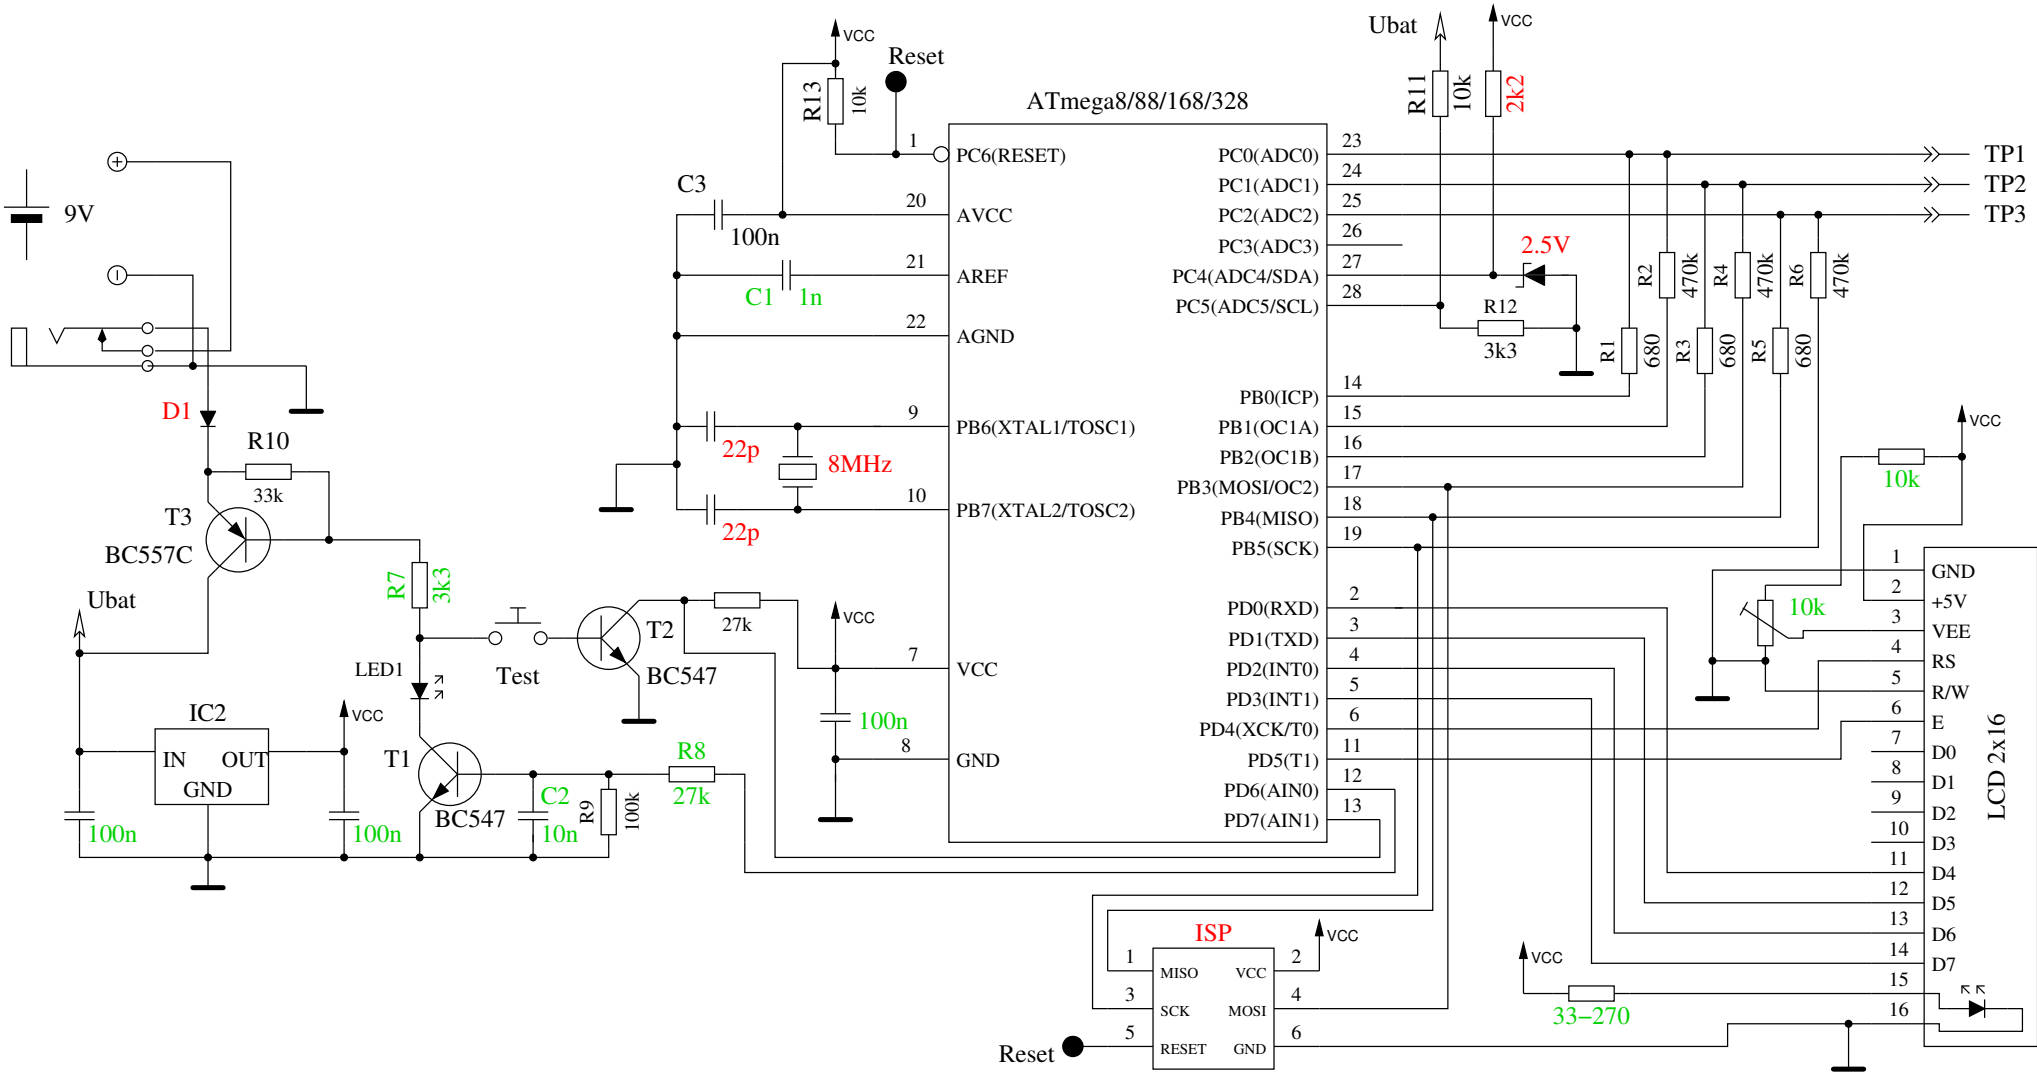 9V
D1
R10
33k
T3
BC557C
Ubat
R7
3k3
LED1
IC2
IN
OUT
GND
VCC
100n
100n
T1
BC547
Test
T2
BC547
27k
R8
27k
C2
10n
R9
100k
VCC
100n
VCC
R13
10k
Reset
C3
100n
C1
1n
22p
8MHz
22p
ATmega8/88/168/328
1
PC6(RESET)
20
AVCC
21
AREF
22
AGND
9
PB6(XTAL1/TOSC1)
10
PB7(XTAL2/TOSC2)
7
VCC
8
GND
PC0(ADC0)
23
PC1(ADC1)
24
PC2(ADC2)
25
PC3(ADC3)
26
PC4(ADC4/SDA)
27
PC5(ADC5/SCL)
28
PB0(ICP)
14
PB1(OC1A)
15
PB2(OC1B)
16
PB3(MOSI/OC2)
17
PB4(MISO)
18
PB5(SCK)
19
PD0(RXD)
2
PD1(TXD)
3
PD2(INT0)
4
PD3(INT1)
5
PD4(XCK/T0)
6
PD5(T1)
11
PD6(AIN0)
12
PD7(AIN1)
13
Ubat
R11
10k
VCC
2k2
2.5V
R12
3k3
R1
680
R2
470k
R3
680
R4
470k
R5
680
R6
470k
TP1
TP2
TP3
VCC
10k
10k
LCD 2x16
1
GND
2
+5V
3
VEE
4
RS
5
R/W
6
E
7
D0
8
D1
9
D2
10
D3
11
D4
12
D5
13
D6
14
D7
15
16
VCC
33–270
ISP
VCC
1
MISO
VCC
2
3
SCK
MOSI
4
5
RESET
GND
6
Reset